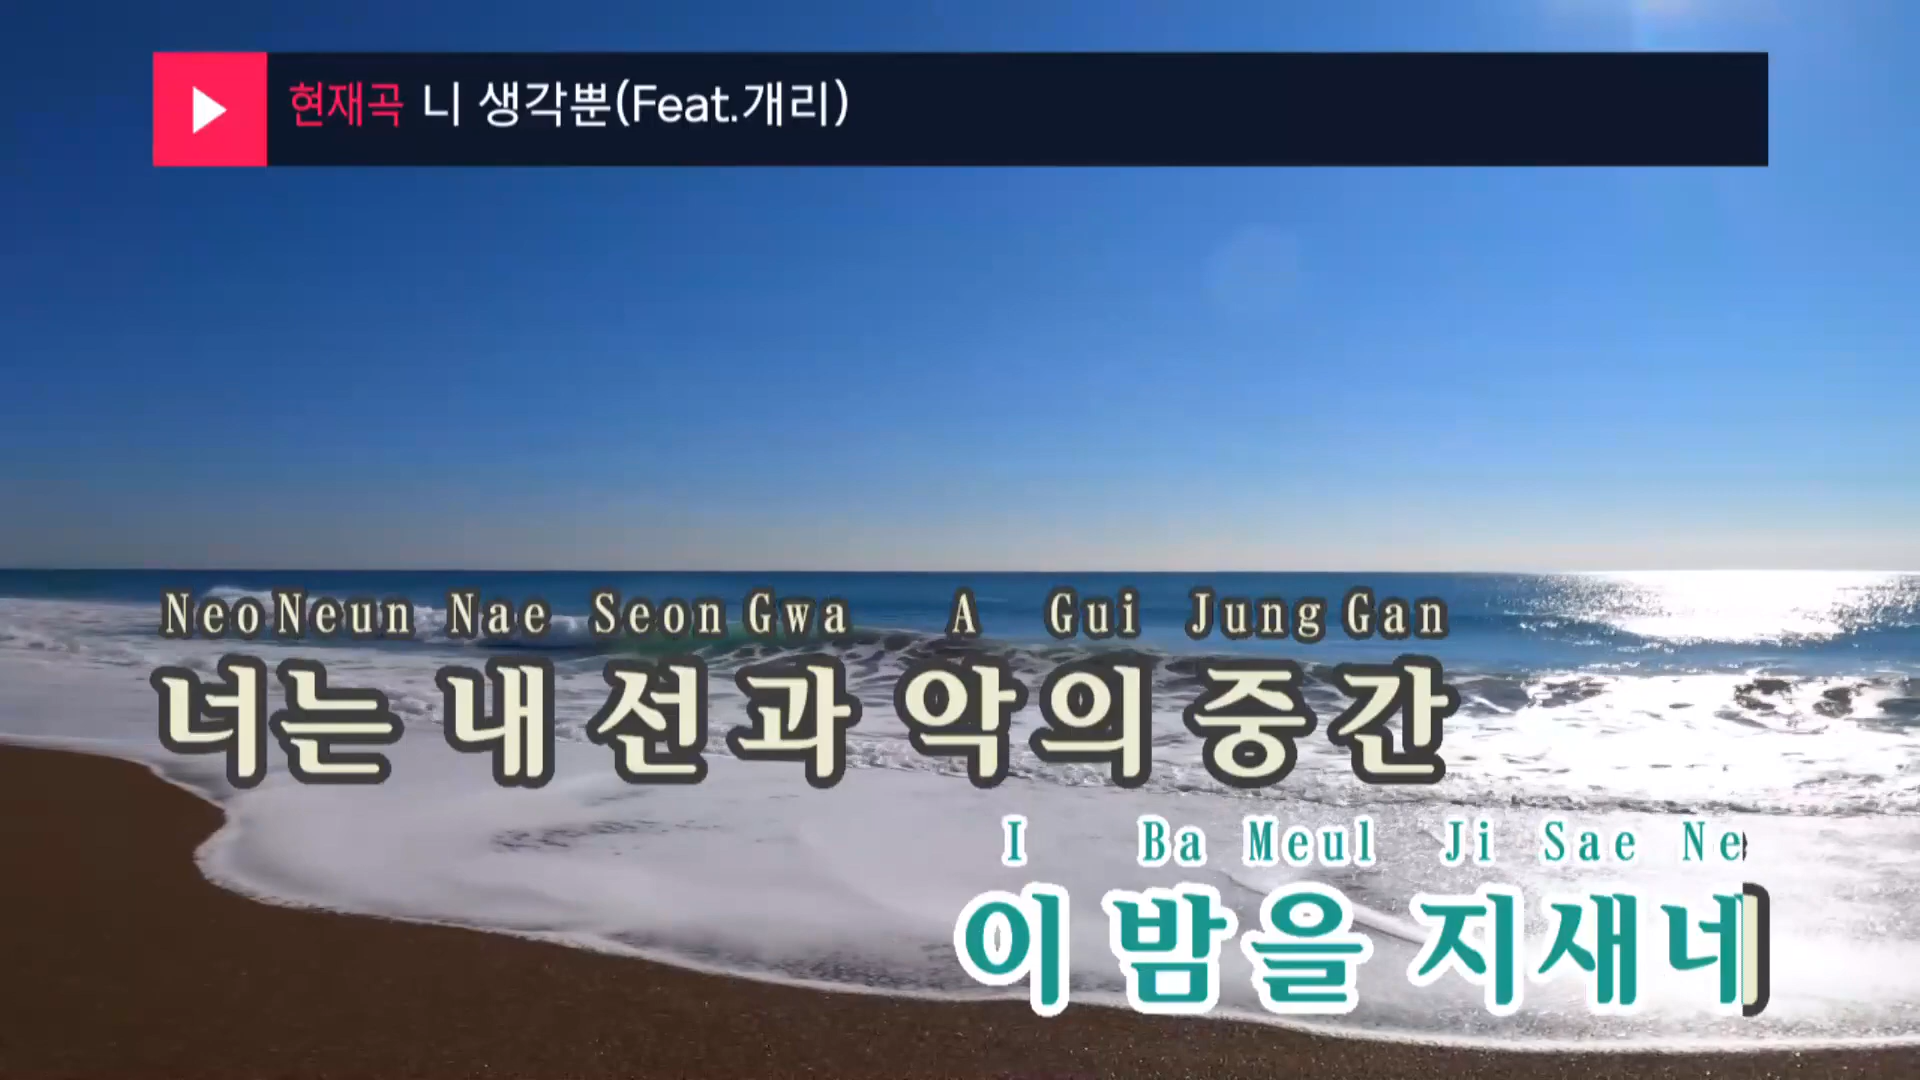 현재곡 니 생각뿐(Feat.개리)
Neo Neun Nae Seon Gwa A Gui Jung Gan
너는 내 선과 악의 중간
I Ba Meul Ji Sae Ne
이 밤을 지새네